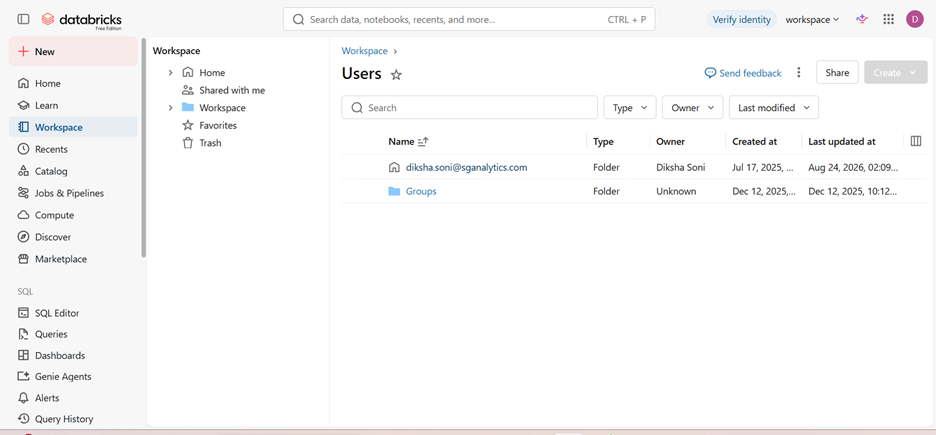 databricks
Free Edition
Search data, notebooks, recents, and more...
CTRL + P
Verify identity
workspace
D
New
Home
Learn
Workspace
Recents
Catalog
Jobs & Pipelines
Compute
Discover
Marketplace
SQL
SQL Editor
Queries
Dashboards
Genie Agents
Alerts
Query History
Workspace
Home
Shared with me
Workspace
Favorites
Trash
Workspace
Users
Send feedback
Share
Create
Search
Type
Owner
Last modified
Name Type Owner Created at Last updated at
diksha.soni@sganalytics.com Folder Diksha Soni Jul 17, 2025, ... Aug 24, 2026, 02:09...
Groups Folder Unknown Dec 12, 2025,... Dec 12, 2025, 10:12...